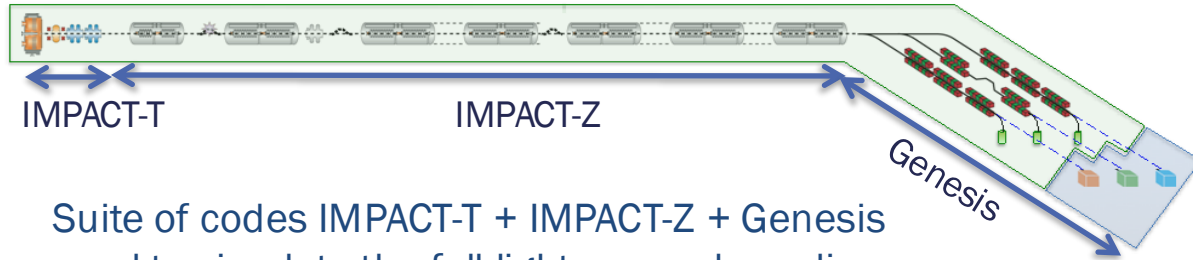 IMPACT-T
IMPACT-Z
Genesis
Suite of codes IMPACT-T + IMPACT-Z + Genesis